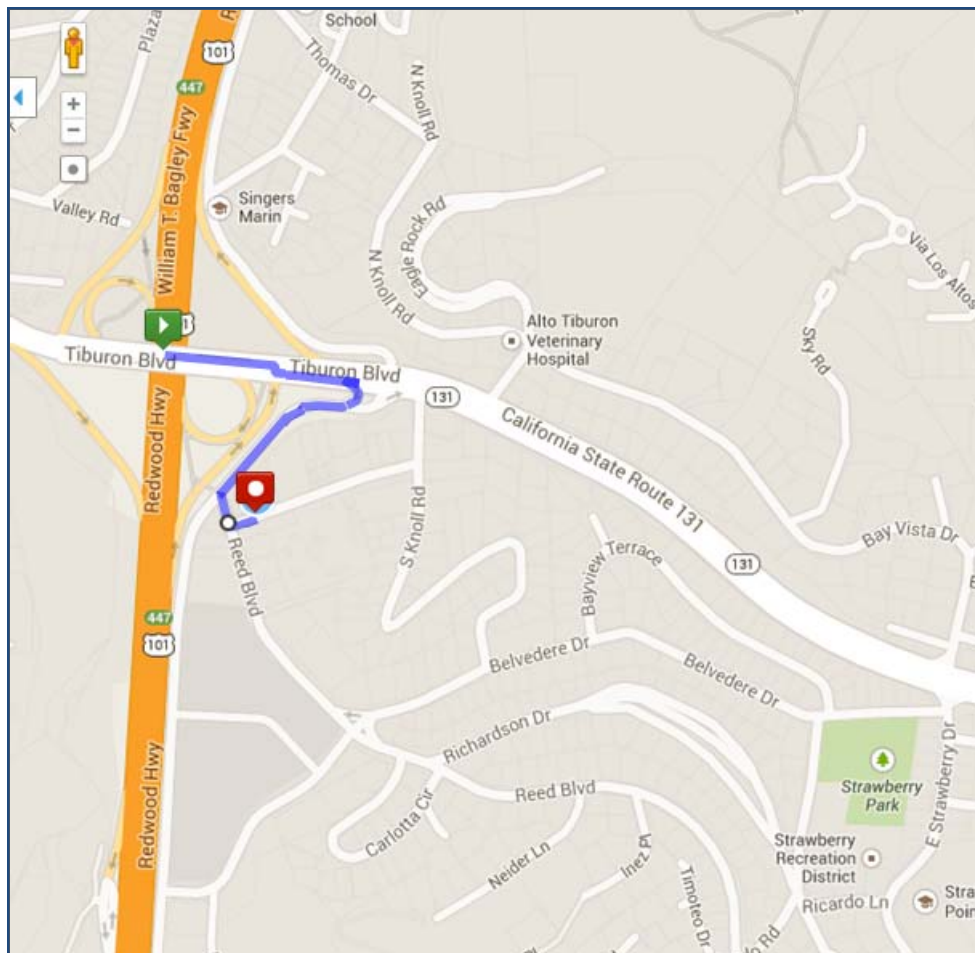 School
Plaza
R
101
447
Thomas Dr
N Knoll Rd
William T. Bagley Fwy
Singers
Marin
Valley Rd
Eagle Rock Rd
N Knoll Rd
Via Los Altos
Alto Tiburon
Veterinary
Hospital
Sky Rd
1
Tiburon Blvd
Tiburon Blvd
131
California State Route 131
Redwood Hwy
S Knoll Rd
Reed Blvd
Bay Vista Dr
Bayview Terrace
131
447
101
Belvedere Dr
Belvedere Dr
Richardson Dr
Redwood Hwy
Carlotta Cir
Reed Blvd
Strawberry
Park
E Strawberry Dr
Neider Ln
Inez Pl
Timoteo Dr
Strawberry
Recreation
District
Ricardo Ln
Stra
Poin
o Rd